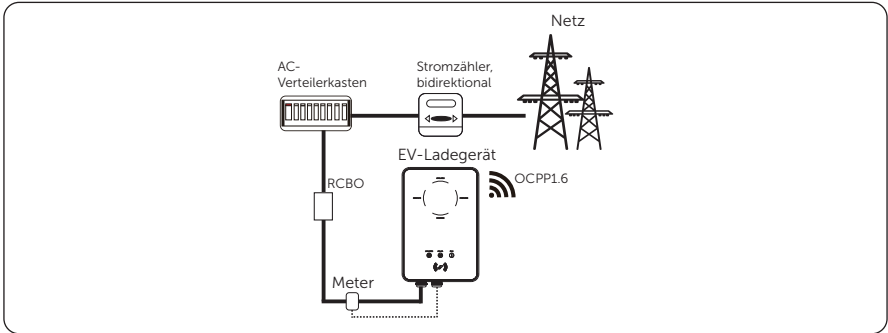 Netz
AC-
Verteilerkasten
Stromzähler,
bidirektional
EV-Ladegerät
RCBO
OCPP1.6
Meter